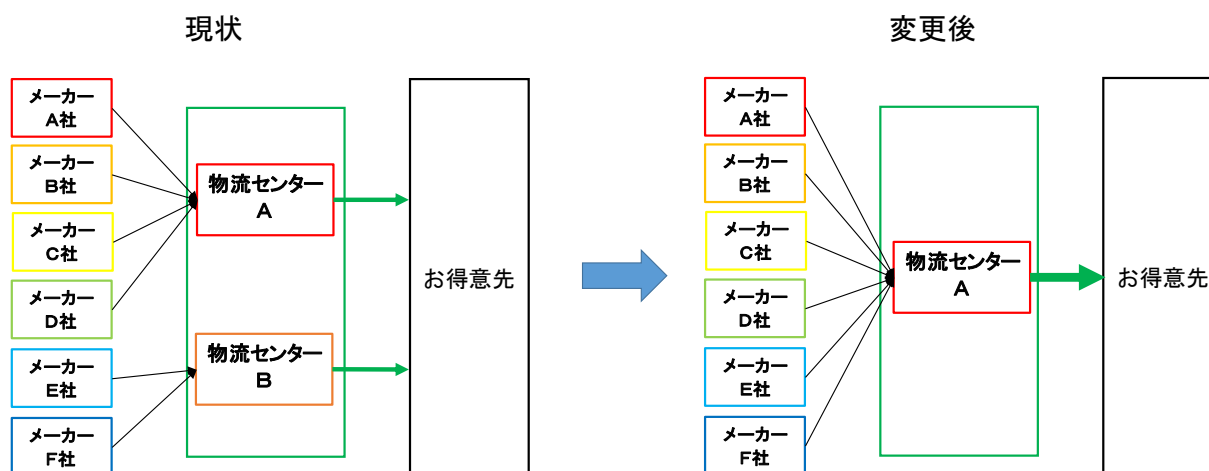 現状
メーカー
A社
メーカー
B社
メーカー
C社
メーカー
D社
メーカー
E社
メーカー
F社
物流センター
A
物流センター
B
お得意先
変更後
メーカー
A社
メーカー
B社
メーカー
C社
メーカー
D社
メーカー
E社
メーカー
F社
物流センター
A
お得意先